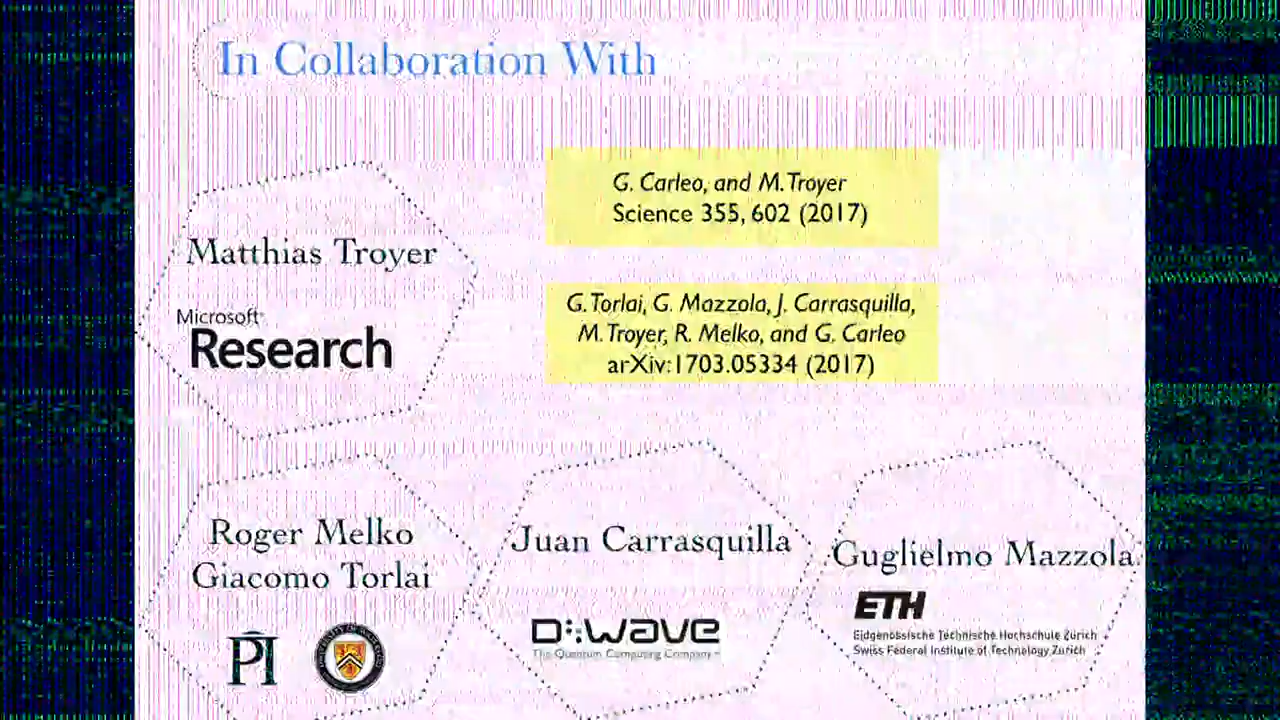 In Collaboration With
G. Carleo, and M. Troyer
Science 355, 602 (2017)
Matthias Troyer
Microsoft
Research
G. Torlai, G. Mazzola, J. Carrasquilla,
M. Troyer, R. Melko, and G. Carleo
arXiv:1703.05334 (2017)
Roger Melko
Giacomo Torlai
PI
Juan Carrasquilla
D:wave
The Quantum Computing Company
Guglielmo Mazzola
ETH
Eidgenössische Technische Hochschule Zürich
Swiss Federal Institute of Technology Zurich